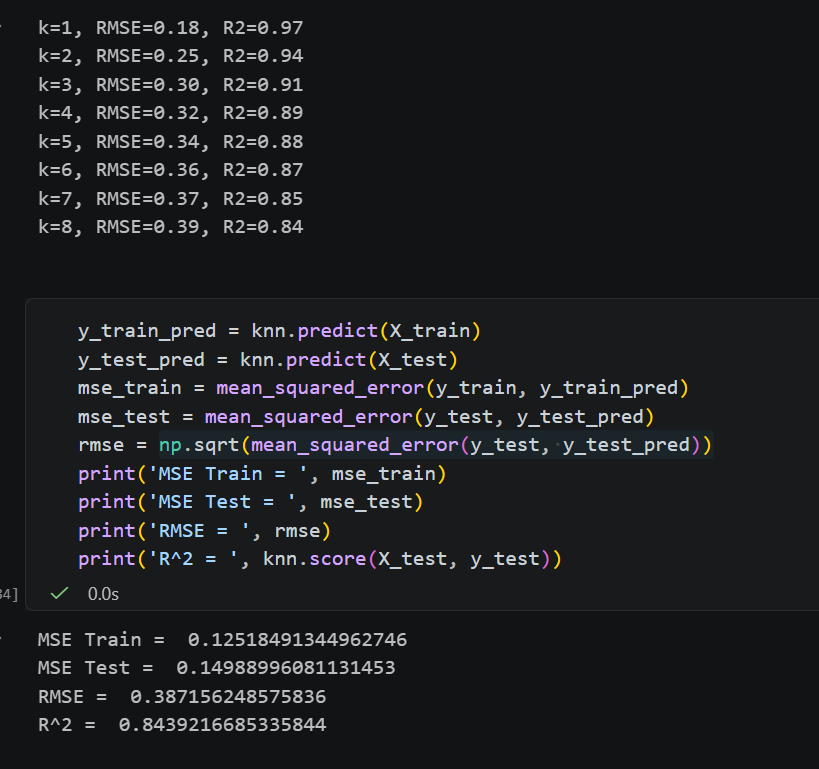 k=1, RMSE=0.18, R2=0.97
k=2, RMSE=0.25, R2=0.94
k=3, RMSE=0.30, R2=0.91
k=4, RMSE=0.32, R2=0.89
k=5, RMSE=0.34, R2=0.88
k=6, RMSE=0.36, R2=0.87
k=7, RMSE=0.37, R2=0.85
k=8, RMSE=0.39, R2=0.84
y_train_pred = knn.predict(X_train)
y_test_pred = knn.predict(X_test)
mse_train = mean_squared_error(y_train, y_train_pred)
mse_test = mean_squared_error(y_test, y_test_pred)
rmse = np.sqrt(mean_squared_error(y_test, y_test_pred))
print('MSE Train = ', mse_train)
print('MSE Test = ', mse_test)
print('RMSE = ', rmse)
print('R^2 = ', knn.score(X_test, y_test))
34] 0.0s
MSE Train =  0.12518491344962746
MSE Test =  0.14988996081131453
RMSE =  0.387156248575836
R^2 =  0.8439216685335844